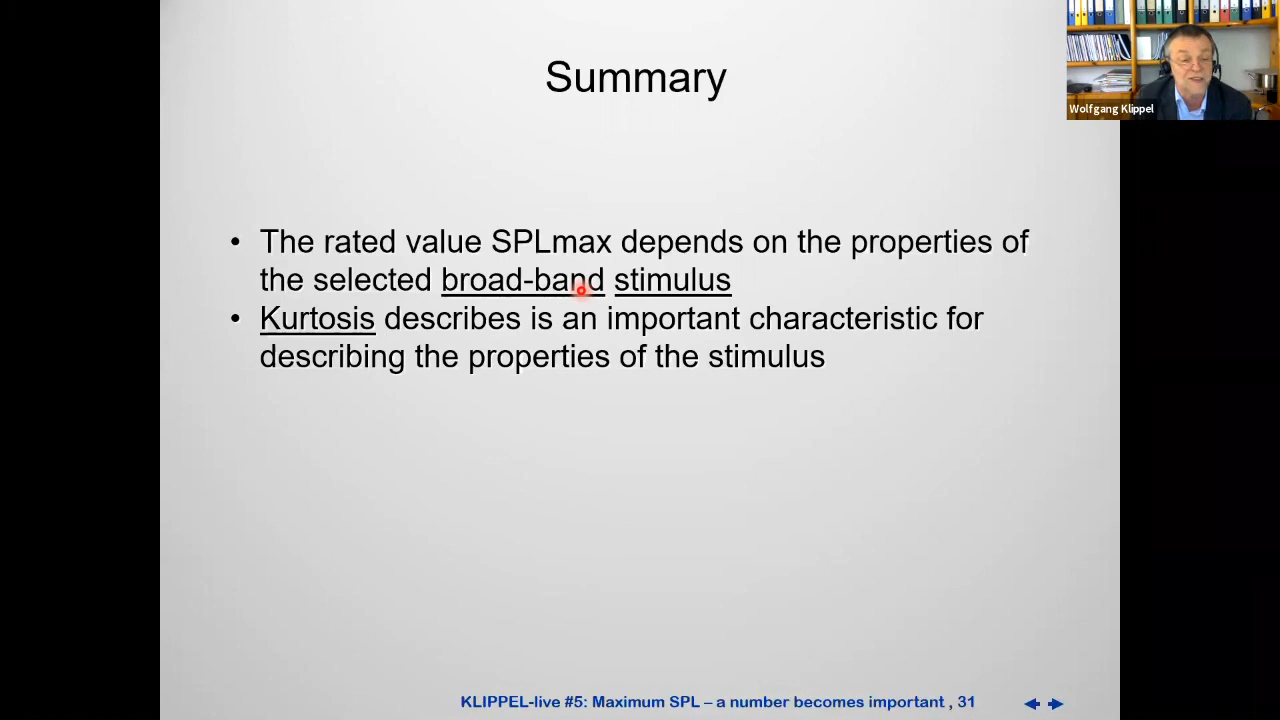 Summary
Wolfgang Klippel
• The rated value SPLmax depends on the properties of
the selected broad-band stimulus
• Kurtosis describes is an important characteristic for
describing the properties of the stimulus
KLIPPEL-live #5: Maximum SPL – a number becomes important , 31